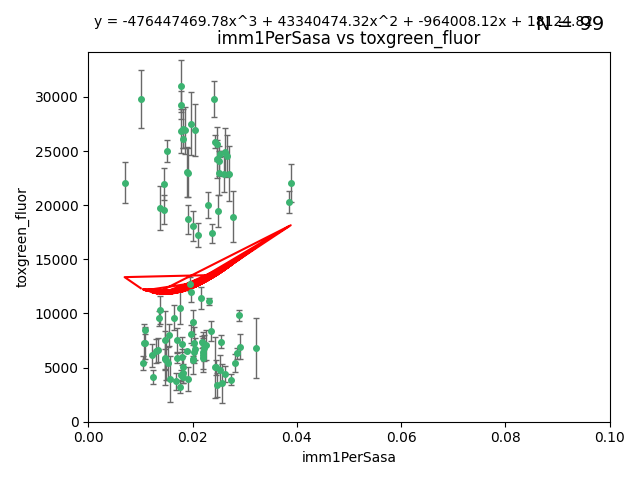 y = -476447469.78x^3 + 43340474.32x^2 + -964008.12x + 18124.82
N = 99
imm1PerSasa vs toxgreen_fluor
30000
25000
20000
15000
10000
5000
0
toxgreen_fluor
0.00 0.02 0.04 0.06 0.08 0.10
imm1PerSasa